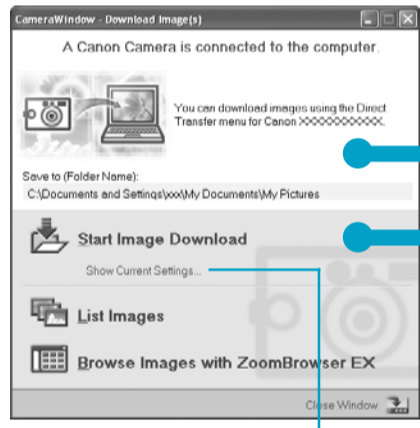 CameraWindow - Download Image(s)
A Canon Camera is connected to the computer.
You can download images using the Direct
Transfer menu for Canon XXXXXXXXXXXX.
Save to (Folder Name):
C:\Documents and Settings\xxx\My Documents\My Pictures
Start Image Download
Show Current Settings...
List Images
Browse Images with ZoomBrowser EX
Close Window